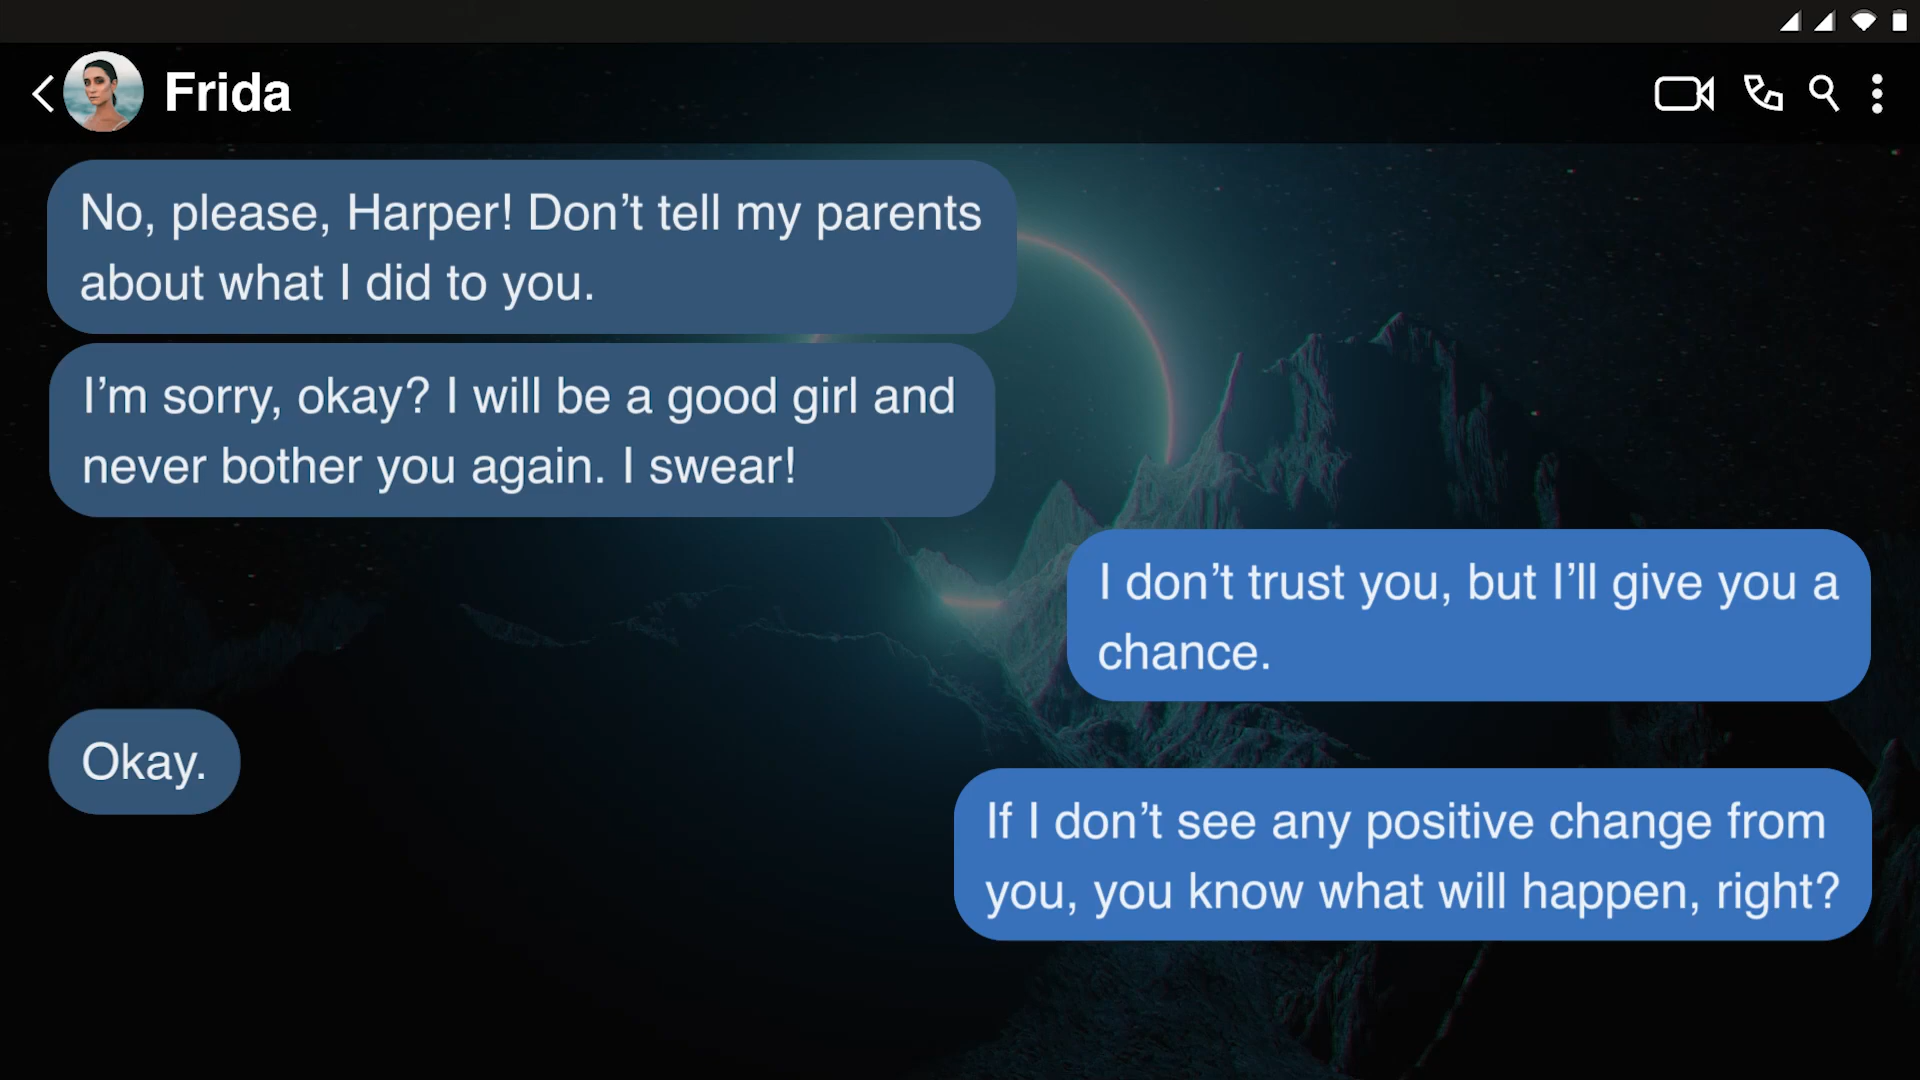 Frida
No, please, Harper! Don’t tell my parents
about what I did to you.
I’m sorry, okay? I will be a good girl and
never bother you again. I swear!
I don’t trust you, but I’ll give you a
chance.
Okay.
If I don’t see any positive change from
you, you know what will happen, right?